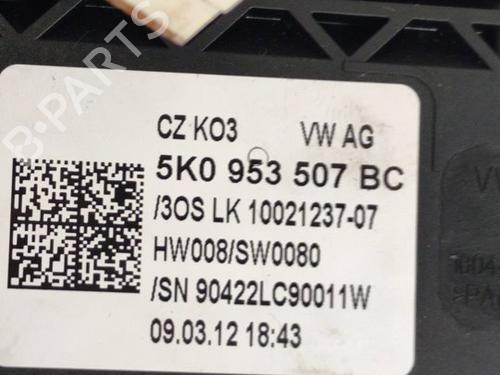 CZ KO3 VW AG
5K0 953 507 BC
/3OS LK 10021237-07
HW008/SW0080
/SN 90422LC90011W
09.03.12 18:43
B-PARTS